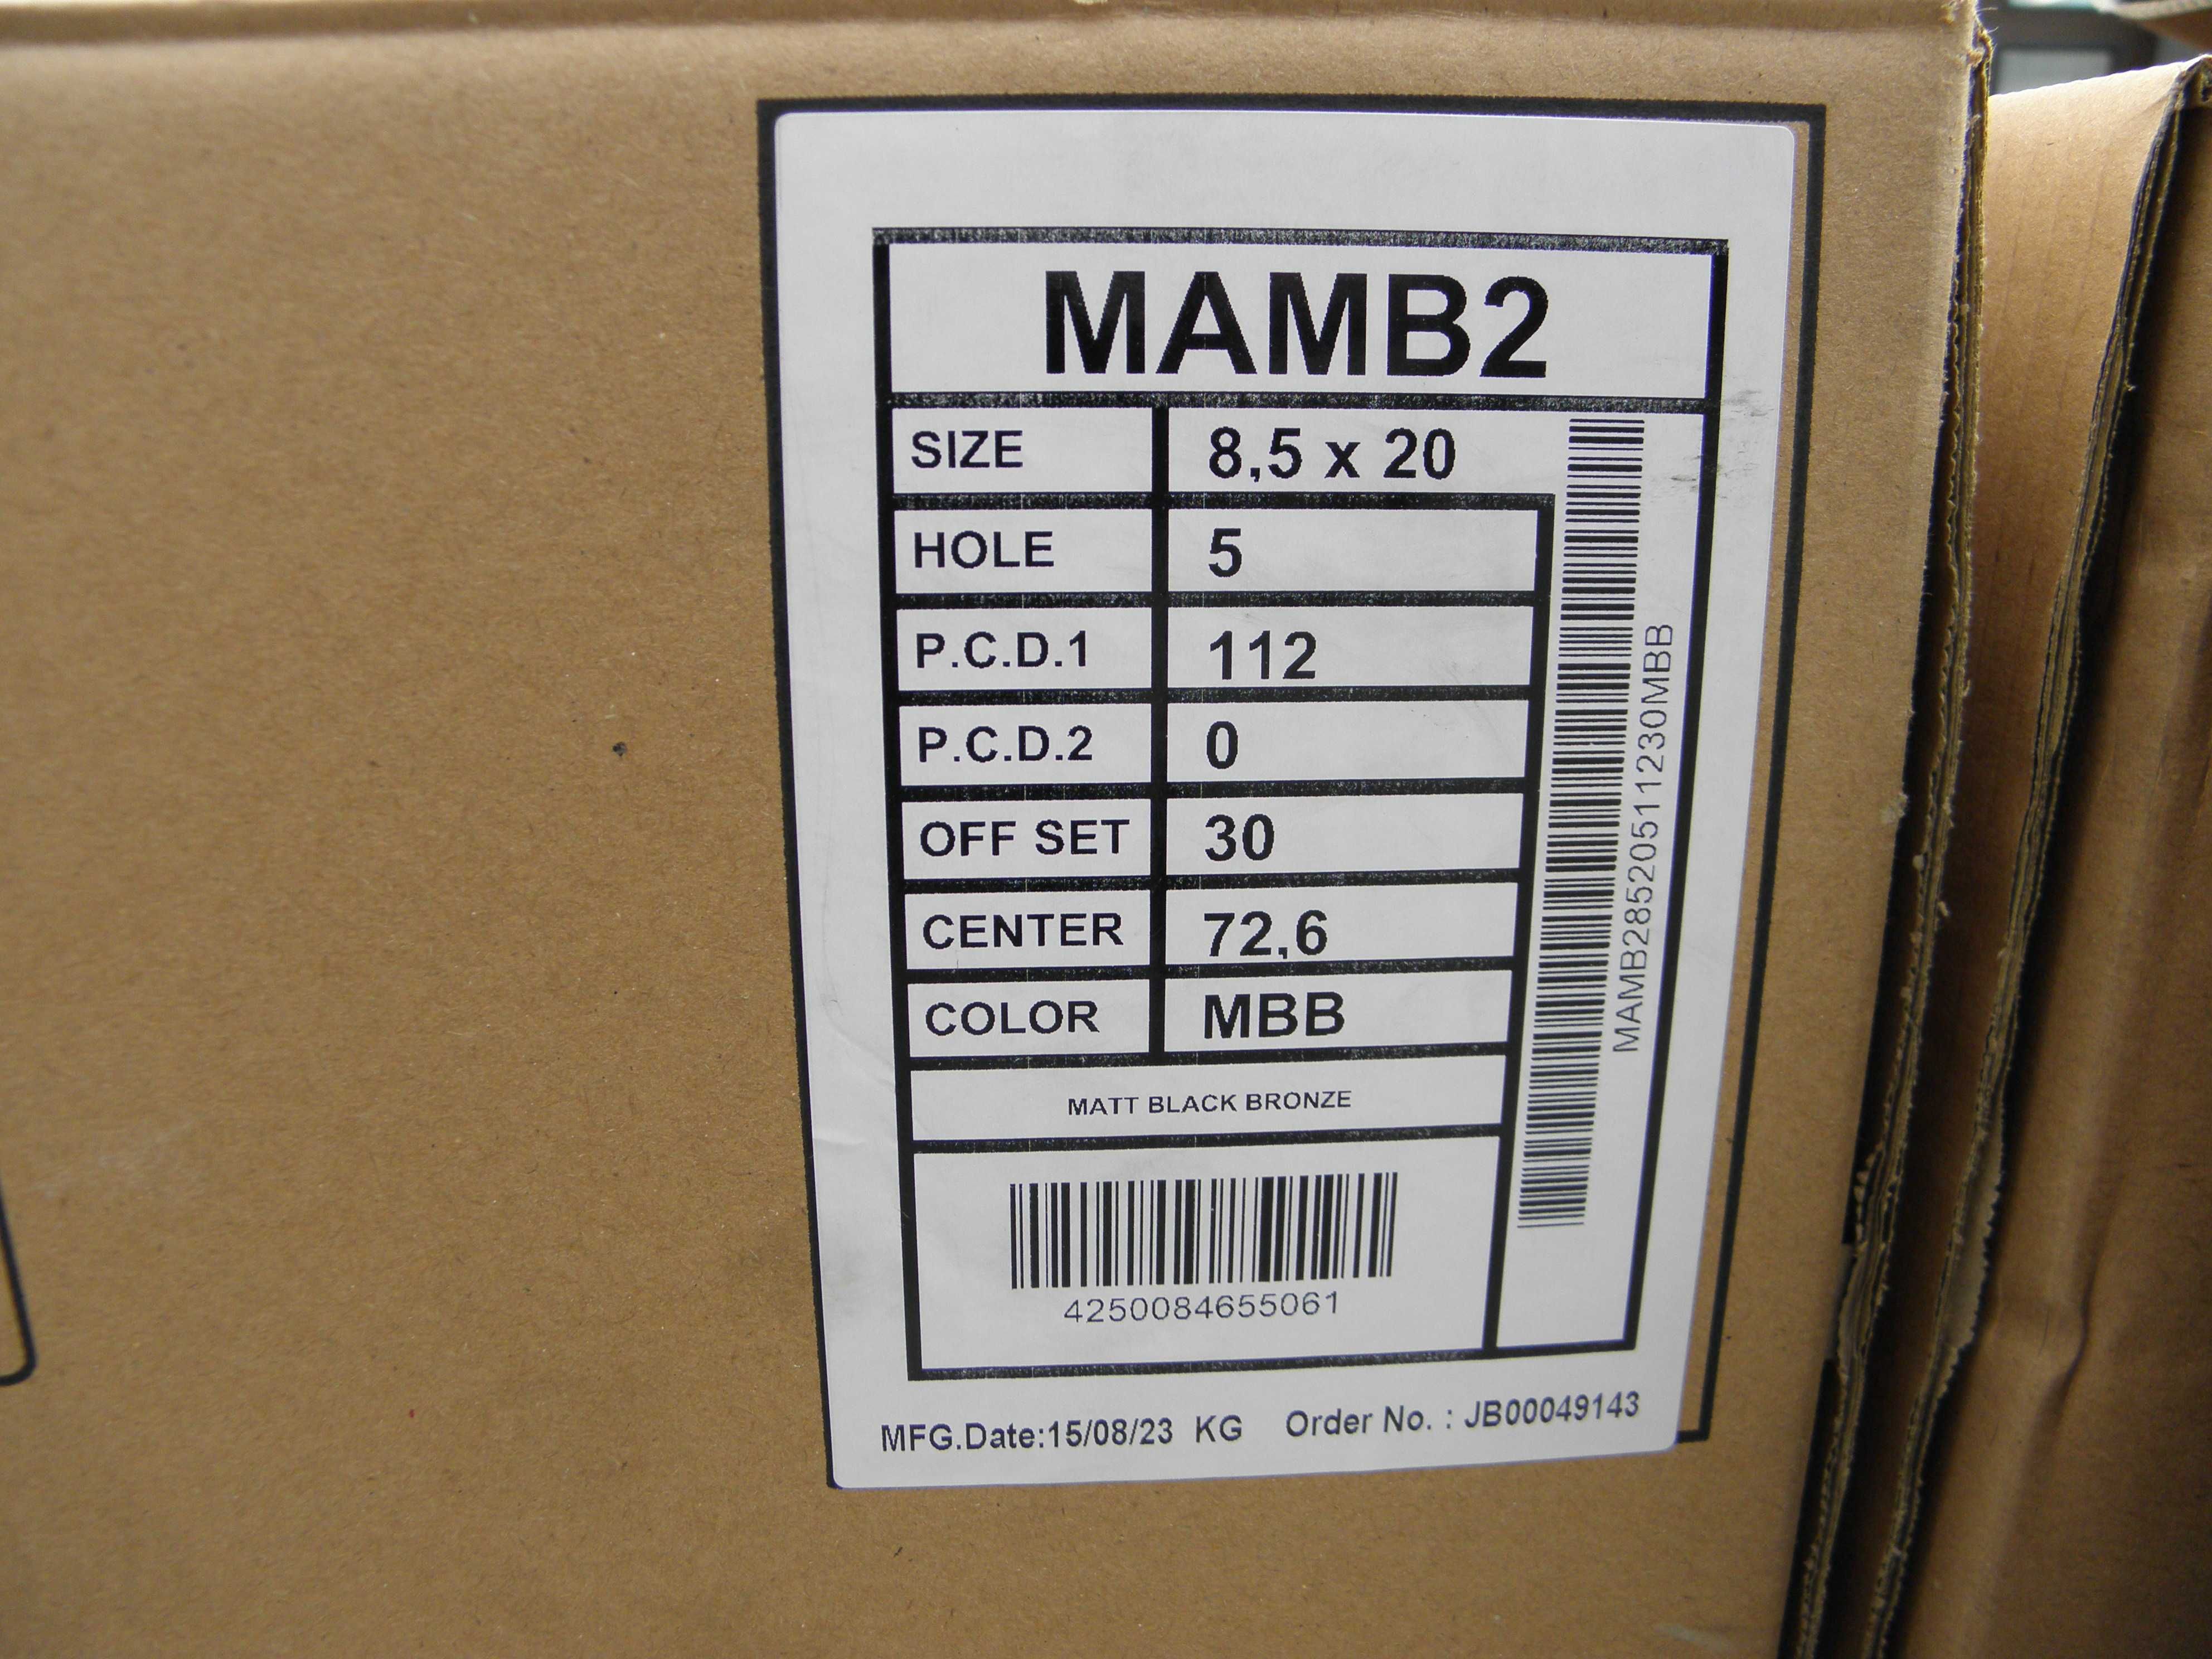 MAMB2
SIZE 8,5 x 20
HOLE 5
P.C.D.1 112
P.C.D.2 0
OFF SET 30
CENTER 72,6
COLOR MBB
MATT BLACK BRONZE
4250084655061
MAMB28520511230MBB
MFG.Date:15/08/23 KG Order No. : JB00049143